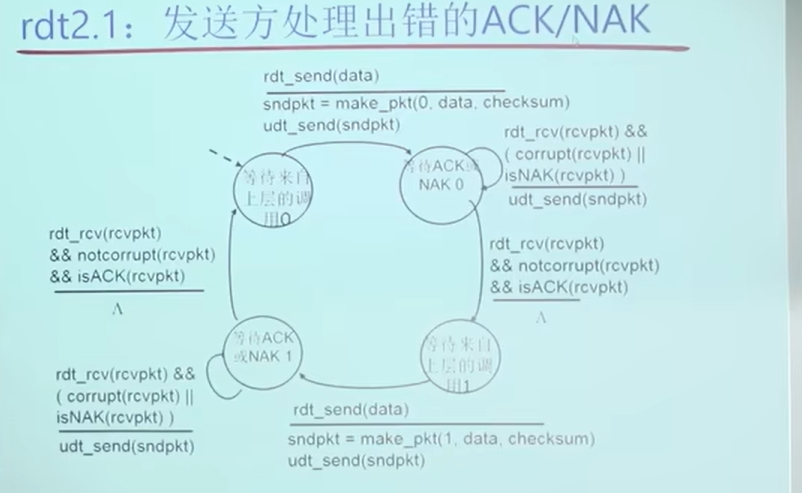 rdt2.1：发送方处理出错的ACK/NAK
rdt_send(data)
sndpkt = make_pkt(0, data, checksum)
udt_send(sndpkt)
等待来自
上层的调
用0
等待ACK或
NAK 0
rdt_rcv(rcvpkt) &&
( corrupt(rcvpkt) ||
isNAK(rcvpkt) )
udt_send(sndpkt)
rdt_rcv(rcvpkt)
&& notcorrupt(rcvpkt)
&& isACK(rcvpkt)
Λ
rdt_rcv(rcvpkt)
&& notcorrupt(rcvpkt)
&& isACK(rcvpkt)
Λ
等待ACK
或NAK 1
等待来自
上层的调
用1
rdt_rcv(rcvpkt) &&
( corrupt(rcvpkt) ||
isNAK(rcvpkt) )
udt_send(sndpkt)
rdt_send(data)
sndpkt = make_pkt(1, data, checksum)
udt_send(sndpkt)